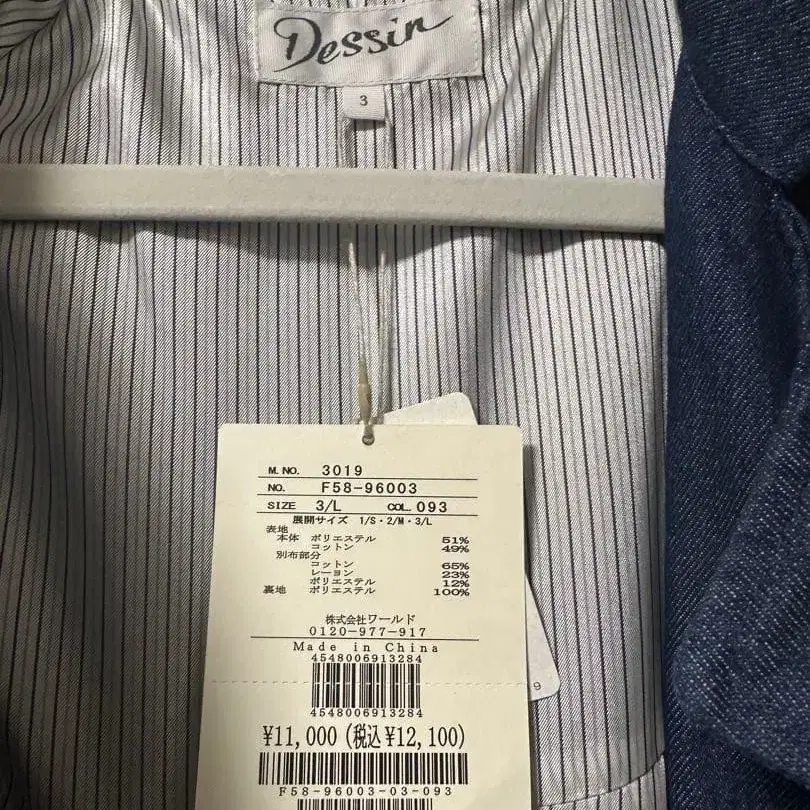 Dessin
3
M.NO. 3019
NO. F58-96003
SIZE 3/L COL. 093
展開サイズ 1/S・2/M・3/L
表地
本体 ポリエステル 51%
コットン 49%
別布部分
コットン 65%
レーヨン 23%
ポリエステル 12%
裏地 ポリエステル 100%
株式会社ワールド
0120-977-917
Made in China
4548006913284
4548006913284
¥11,000(税込¥12,100)
F58-96003-03-093
9